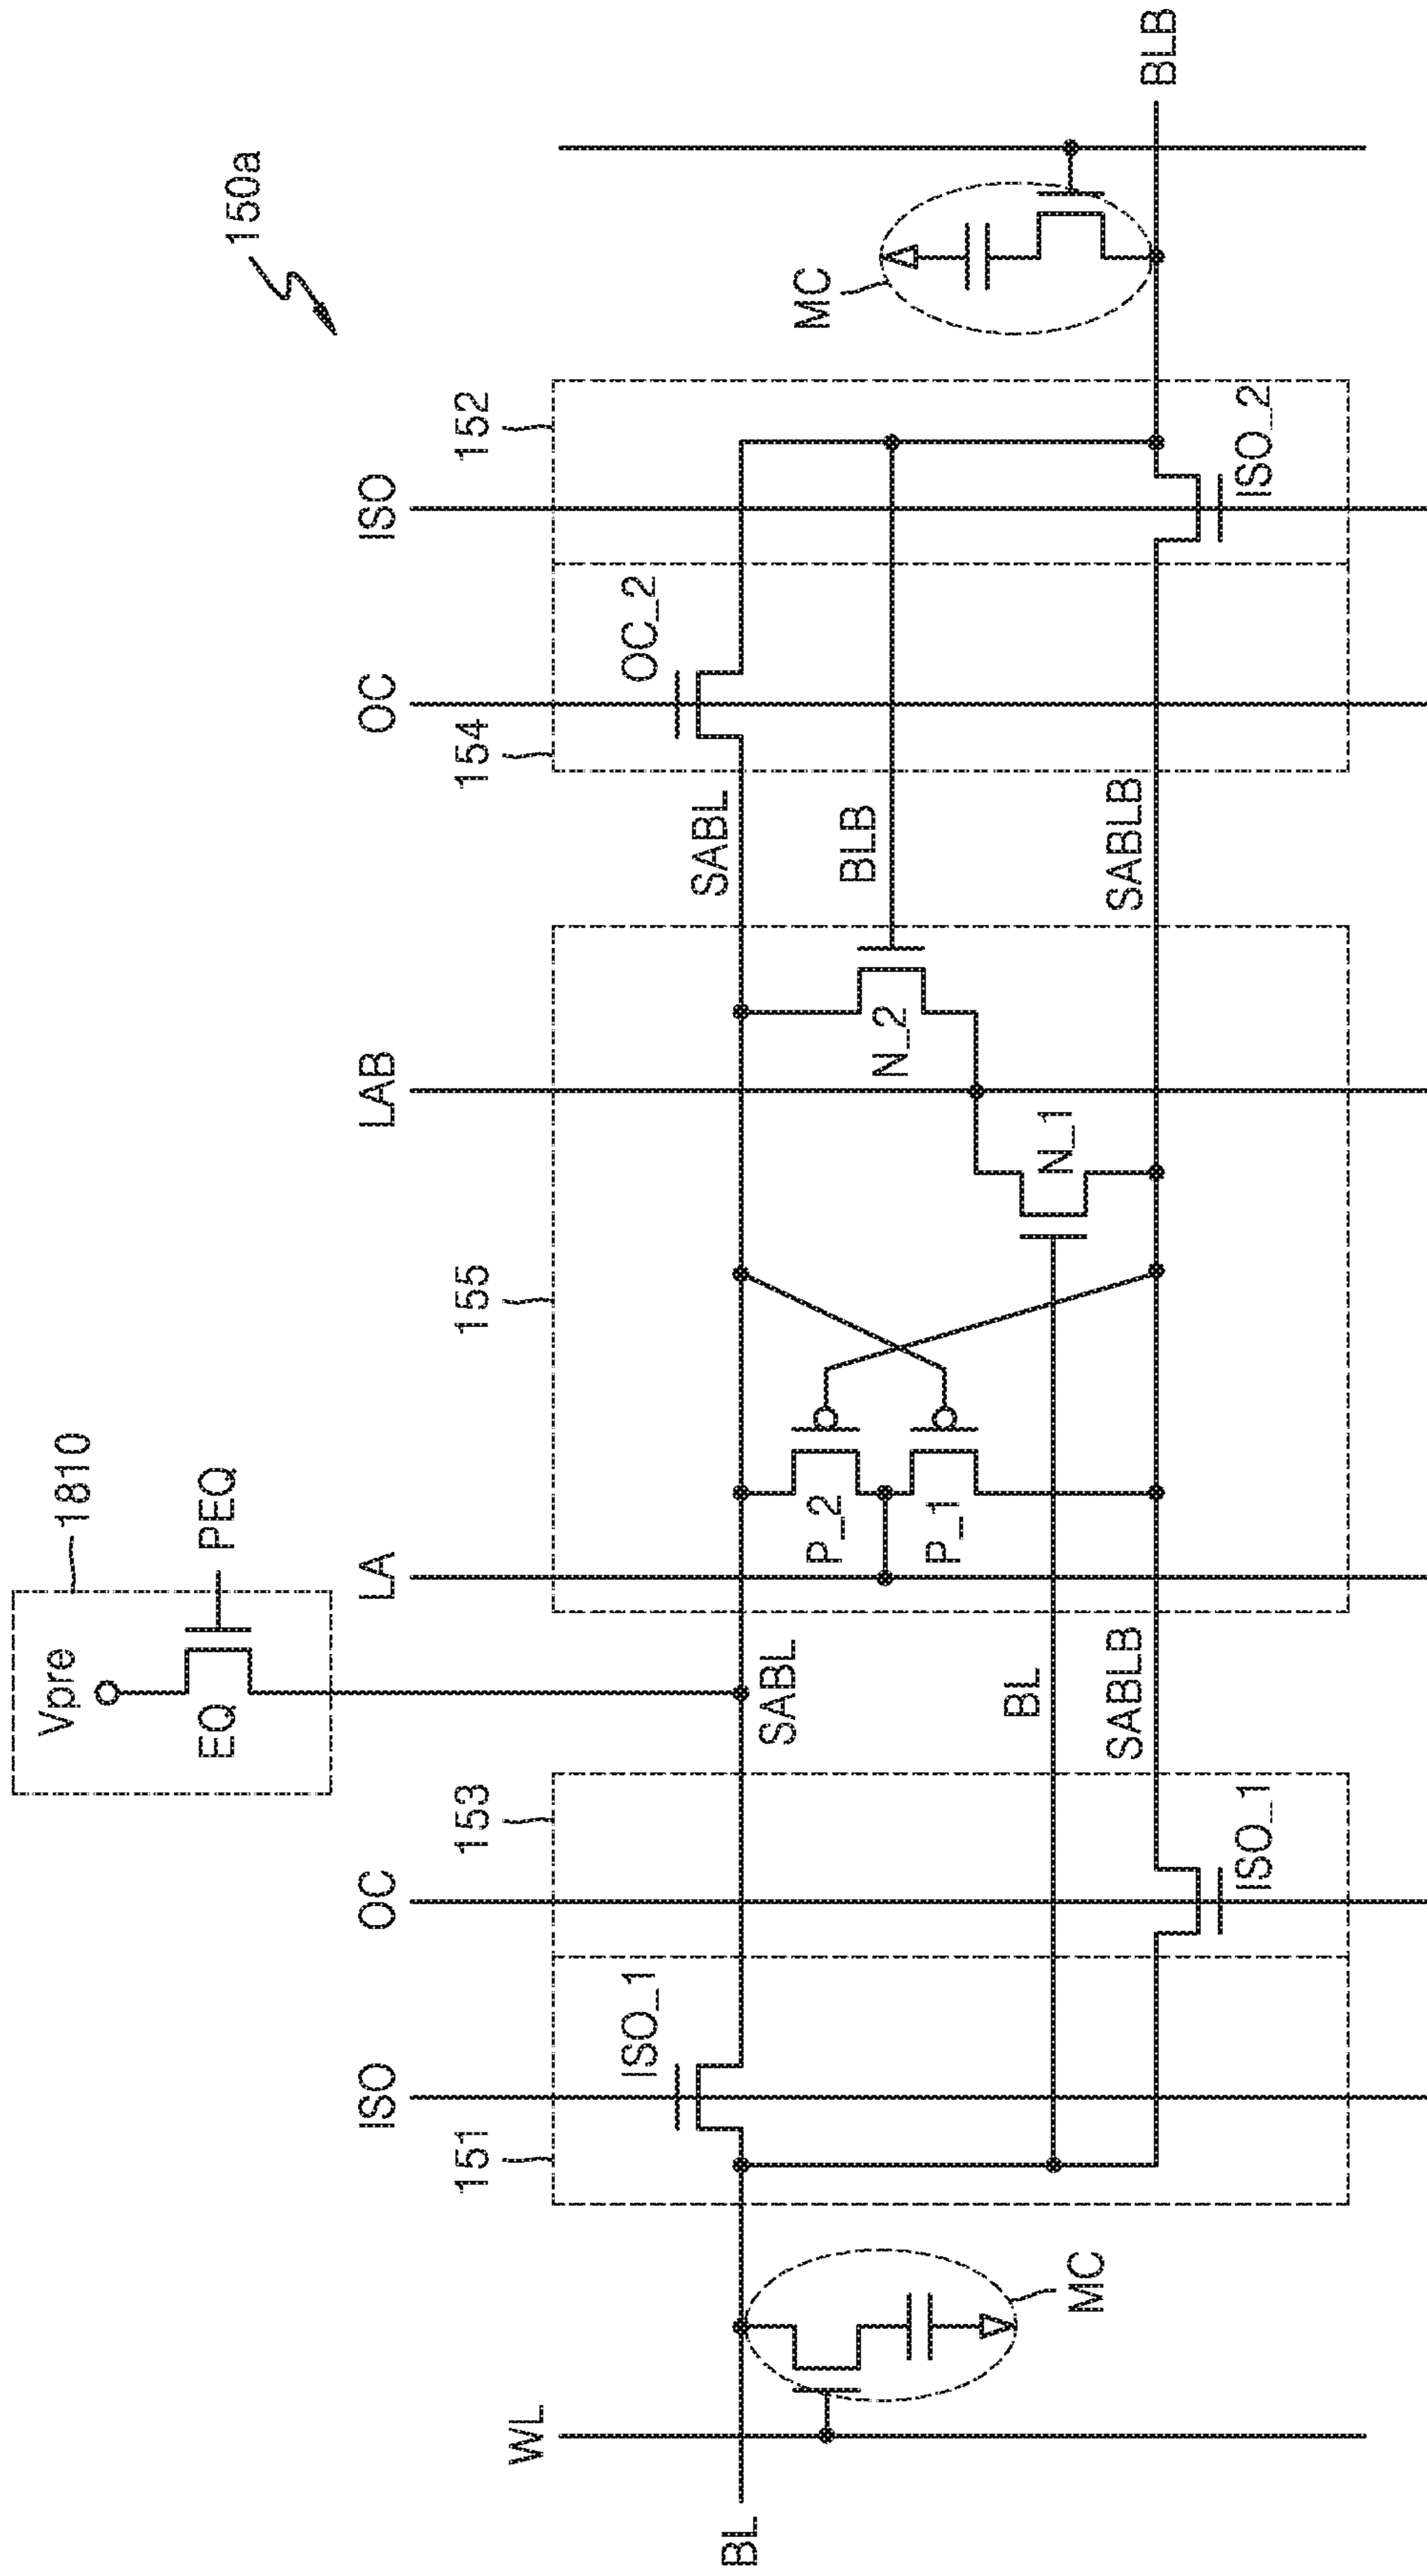 150a
1810
Vpre
EQ
PEQ
ISO
OC
LA
LAB
OC
ISO
151
153
155
154
152
WL
ISO_1
OC_2
SABL
SABL
BL
MC
P_2
P_1
N_2
N_1
BLB
MC
BL
SABLB
SABLB
BLB
ISO_1
ISO_2